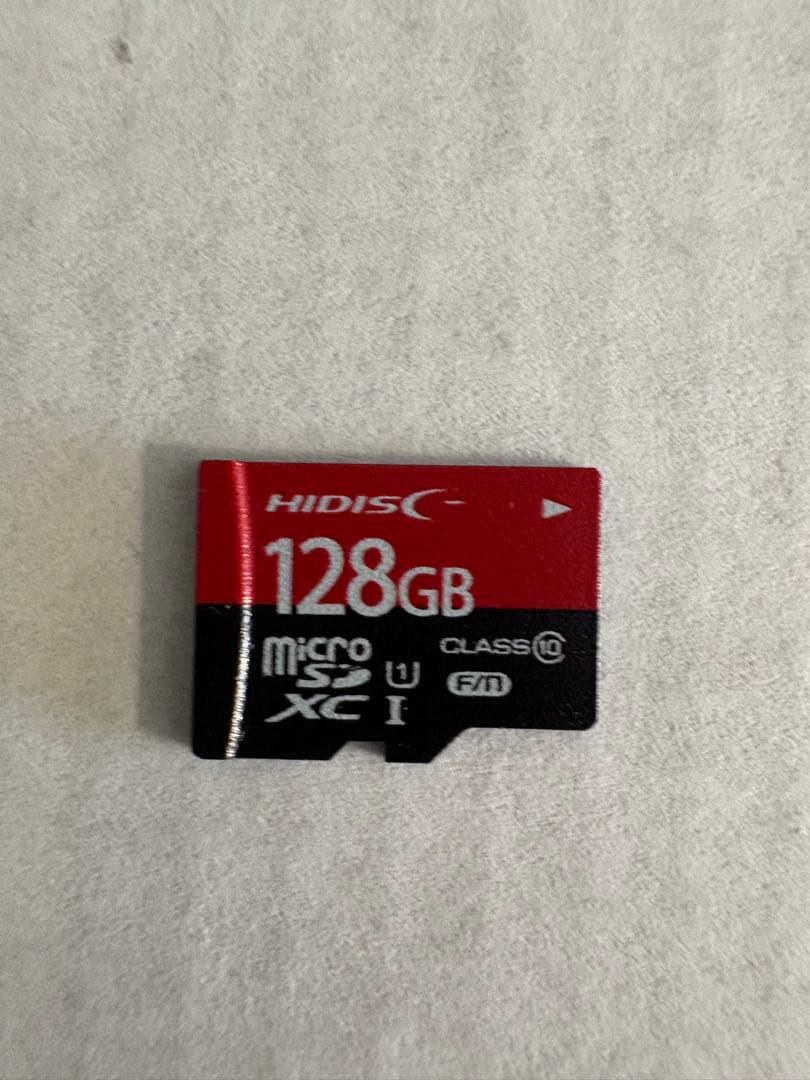 HIDISC
128GB
micro
SD
XC I
U1
CLASS 10
F/n